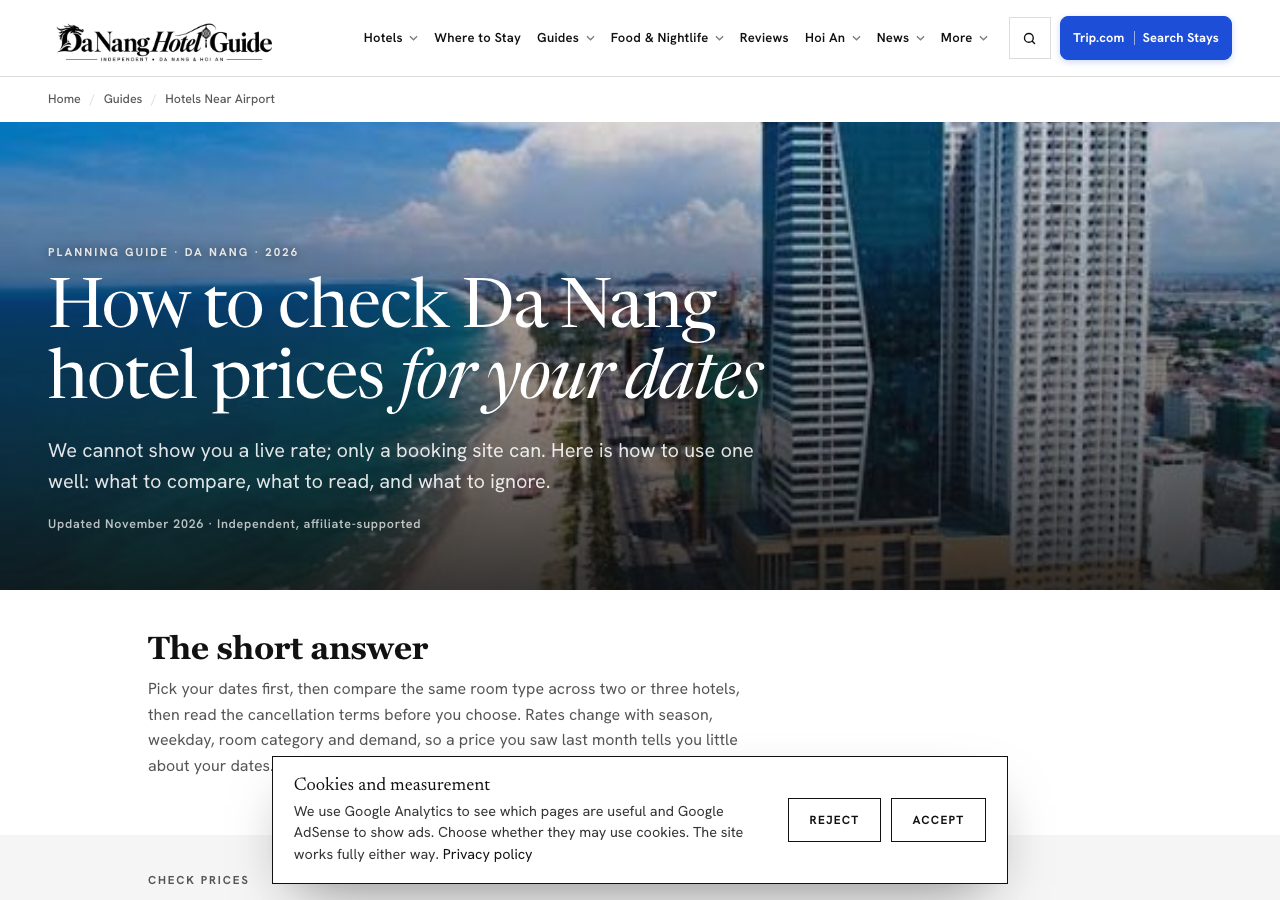 Da Nang Hotel Guide
INDEPENDENT • DA NANG & HOI AN
Hotels
Where to Stay
Guides
Food & Nightlife
Reviews
Hoi An
News
More
Trip.com | Search Stays
Home / Guides / Hotels Near Airport
PLANNING GUIDE · DA NANG · 2026
How to check Da Nang
hotel prices for your dates
We cannot show you a live rate; only a booking site can. Here is how to use one
well: what to compare, what to read, and what to ignore.
Updated November 2026 · Independent, affiliate-supported
The short answer
Pick your dates first, then compare the same room type across two or three hotels,
then read the cancellation terms before you choose. Rates change with season,
weekday, room category and demand, so a price you saw last month tells you little
about your dates.
Cookies and measurement
We use Google Analytics to see which pages are useful and Google
AdSense to show ads. Choose whether they may use cookies. The site
works fully either way. Privacy policy
REJECT
ACCEPT
CHECK PRICES